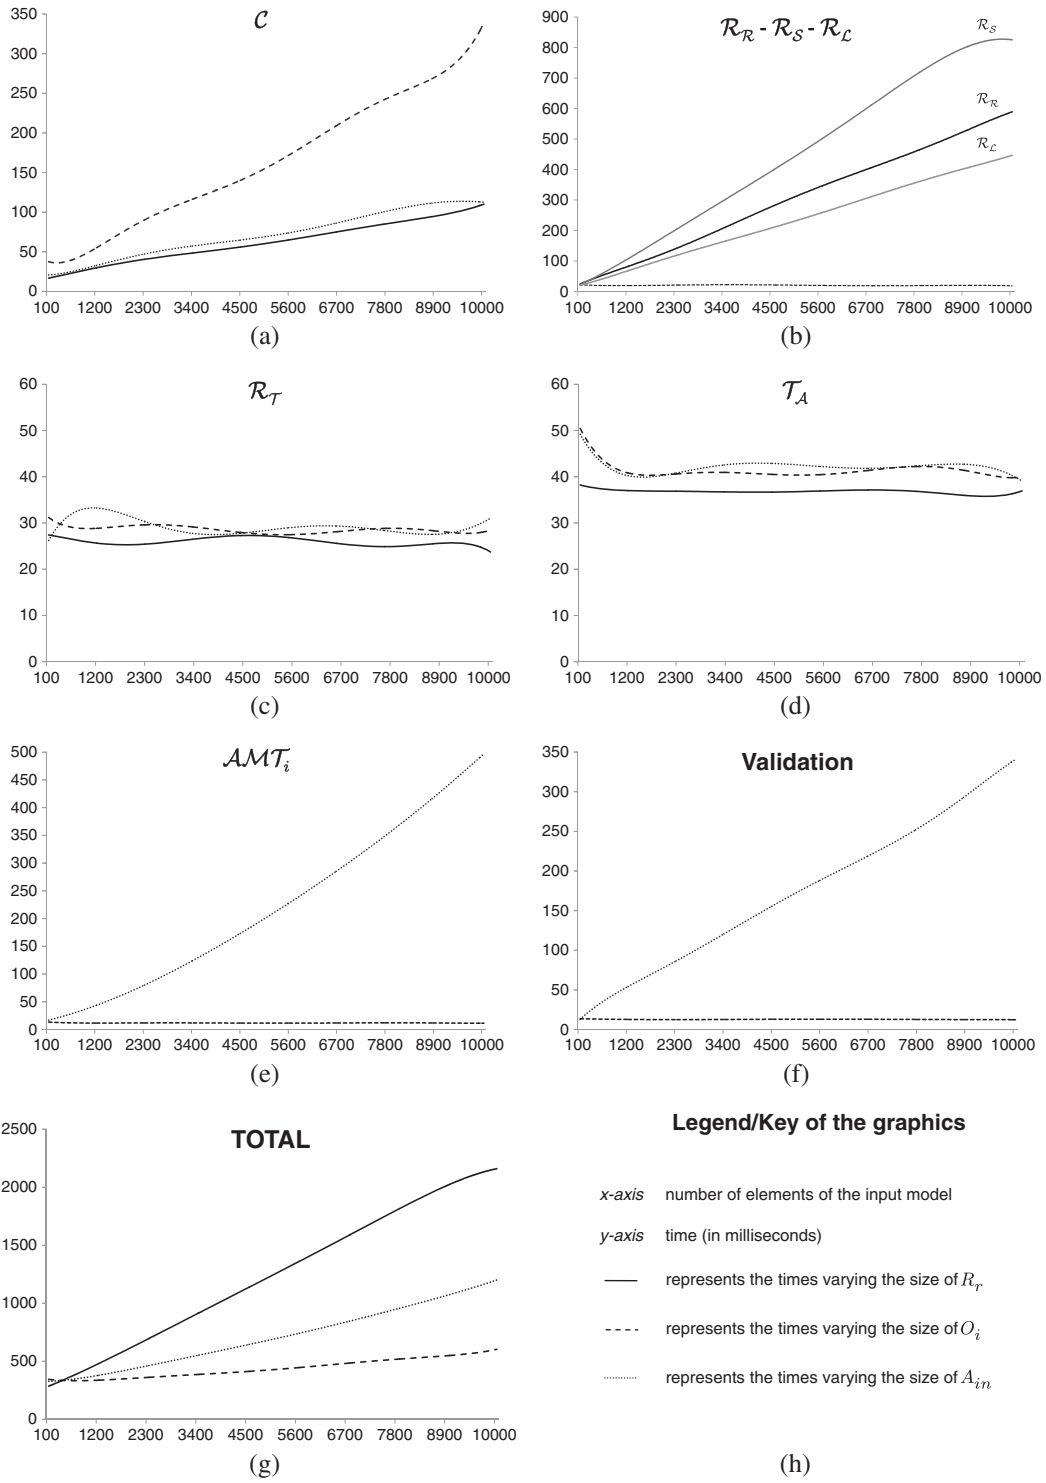 C
350
300
250
200
150
100
50
0
100 1200 2300 4500 5600 6700 7800 8900 10000
(a)
R_R - R_S - R_L
900
800
700
600
500
400
300
200
100
0
R_S
R_R
R_L
100 1200 2300 3400 4500 5600 6700 7800 8900 10000
(b)
R_T
60
50
40
30
20
10
0
100 1200 2300 3400 4500 5600 6700 7800 8900 10000
(c)
T_A
60
50
40
30
20
10
0
100 1200 2300 3400 4500 5600 6700 7800 8900 10000
(d)
AMT_i
500
450
400
350
300
250
200
150
100
50
0
100 1200 2300 3400 4500 5600 6700 7800 8900 10000
(e)
Validation
350
300
250
200
150
100
50
0
100 1200 2300 3400 4500 5600 6700 7800 8900 10000
(f)
TOTAL
2500
2000
1500
1000
500
0
100 1200 2300 3400 4500 5600 6700 7800 8900 10000
(g)
Legend/Key of the graphics
x-axis number of elements of the input model
y-axis time (in milliseconds)
represents the times varying the size of R_r
represents the times varying the size of O_i
represents the times varying the size of A_in
(h)